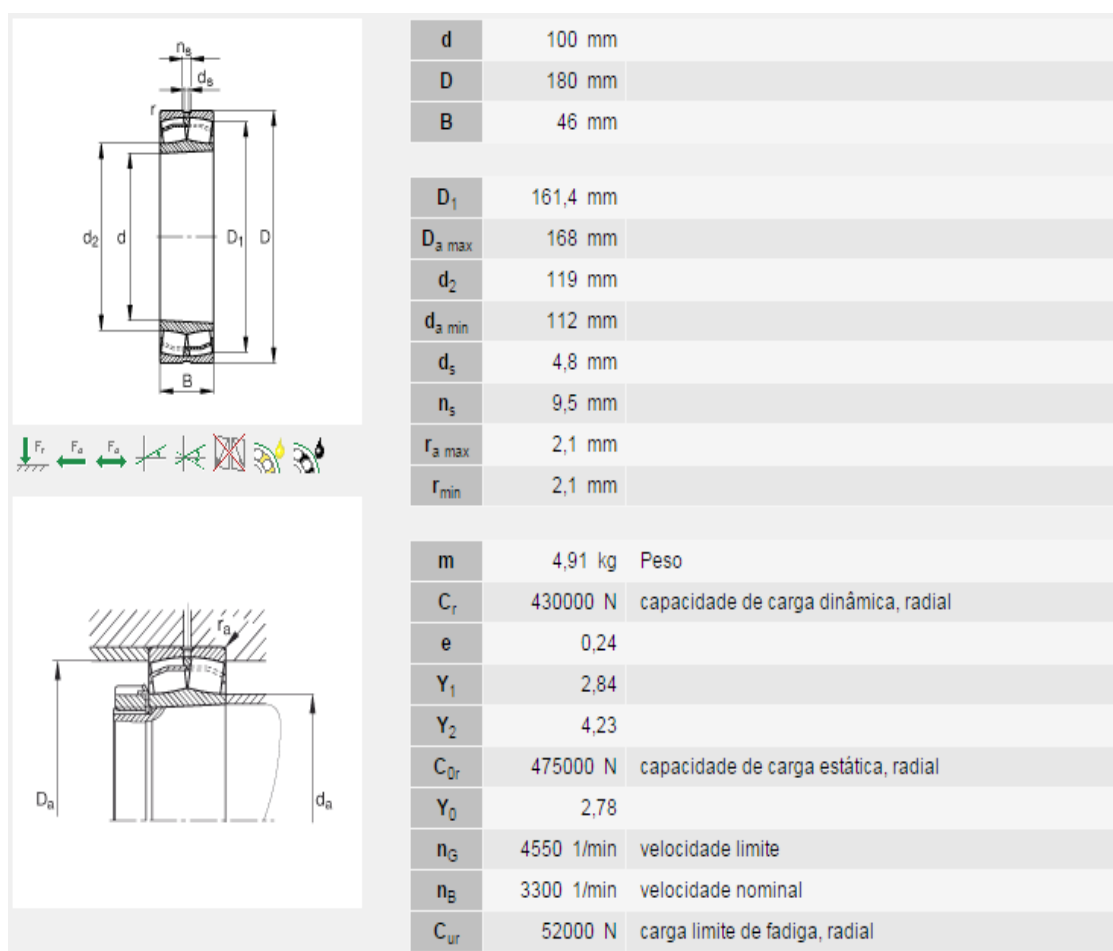 n_s
d_s
r
d_2 d D_1 D
B
F_r F_a F_a
r_a
D_a d_a
d 100 mm
D 180 mm
B 46 mm
D_1 161,4 mm
D_a max 168 mm
d_2 119 mm
d_a min 112 mm
d_s 4,8 mm
n_s 9,5 mm
r_a max 2,1 mm
r_min 2,1 mm
m 4,91 kg Peso
C_r 430000 N capacidade de carga dinâmica, radial
e 0,24
Y_1 2,84
Y_2 4,23
C_0r 475000 N capacidade de carga estática, radial
Y_0 2,78
n_G 4550 1/min velocidade limite
n_B 3300 1/min velocidade nominal
C_ur 52000 N carga limite de fadiga, radial